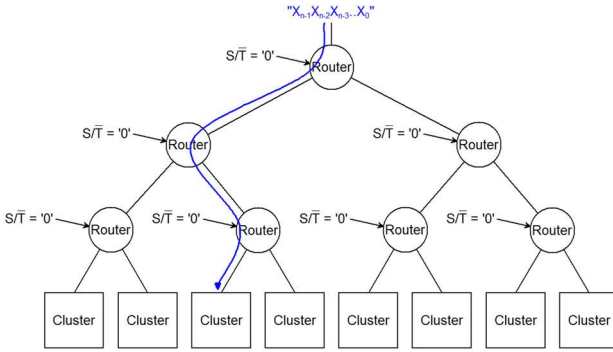 "Xn-1Xn-2Xn-3..X0"
S/T̅ = '0'
Router
S/T̅ = '0'
Router
S/T̅ = '0'
Router
S/T̅ = '0'
Router
S/T̅ = '0'
Router
S/T̅ = '0'
Router
S/T̅ = '0'
Router
Cluster
Cluster
Cluster
Cluster
Cluster
Cluster
Cluster
Cluster